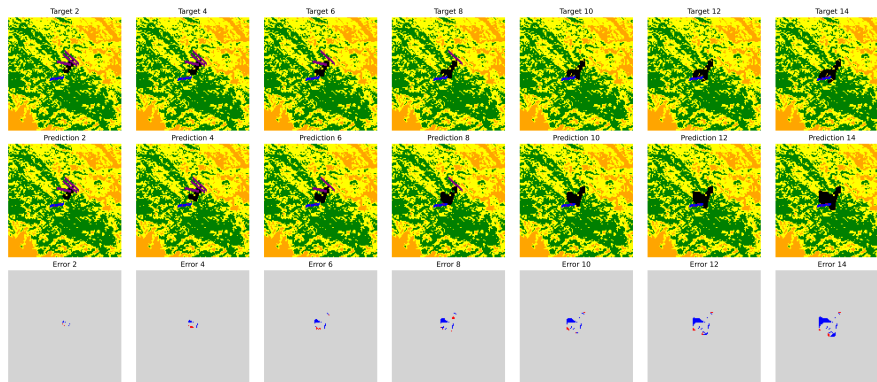 Target 2 Target 4 Target 6 Target 8 Target 10 Target 12 Target 14
Prediction 2 Prediction 4 Prediction 6 Prediction 8 Prediction 10 Prediction 12 Prediction 14
Error 2 Error 4 Error 6 Error 8 Error 10 Error 12 Error 14